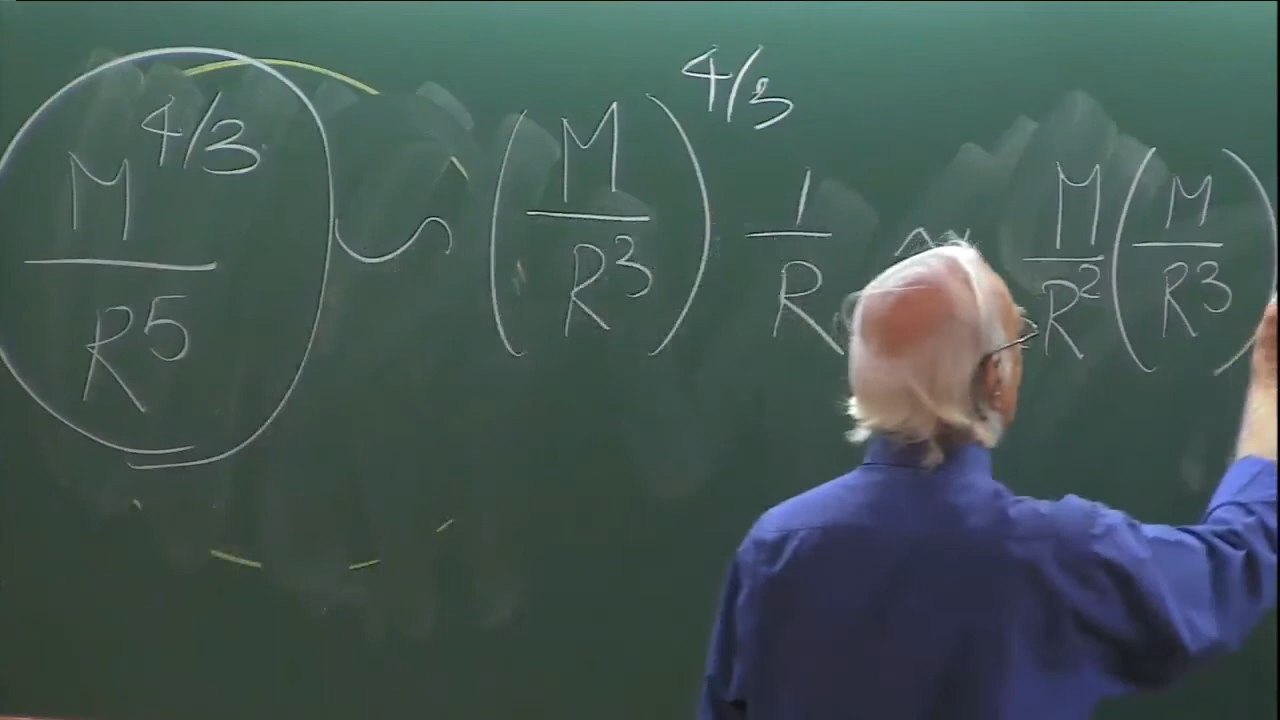 M^{4/3} / R^5 ~ (M / R^3)^{4/3} 1 / R ~ M / R^2 (M / R^3)